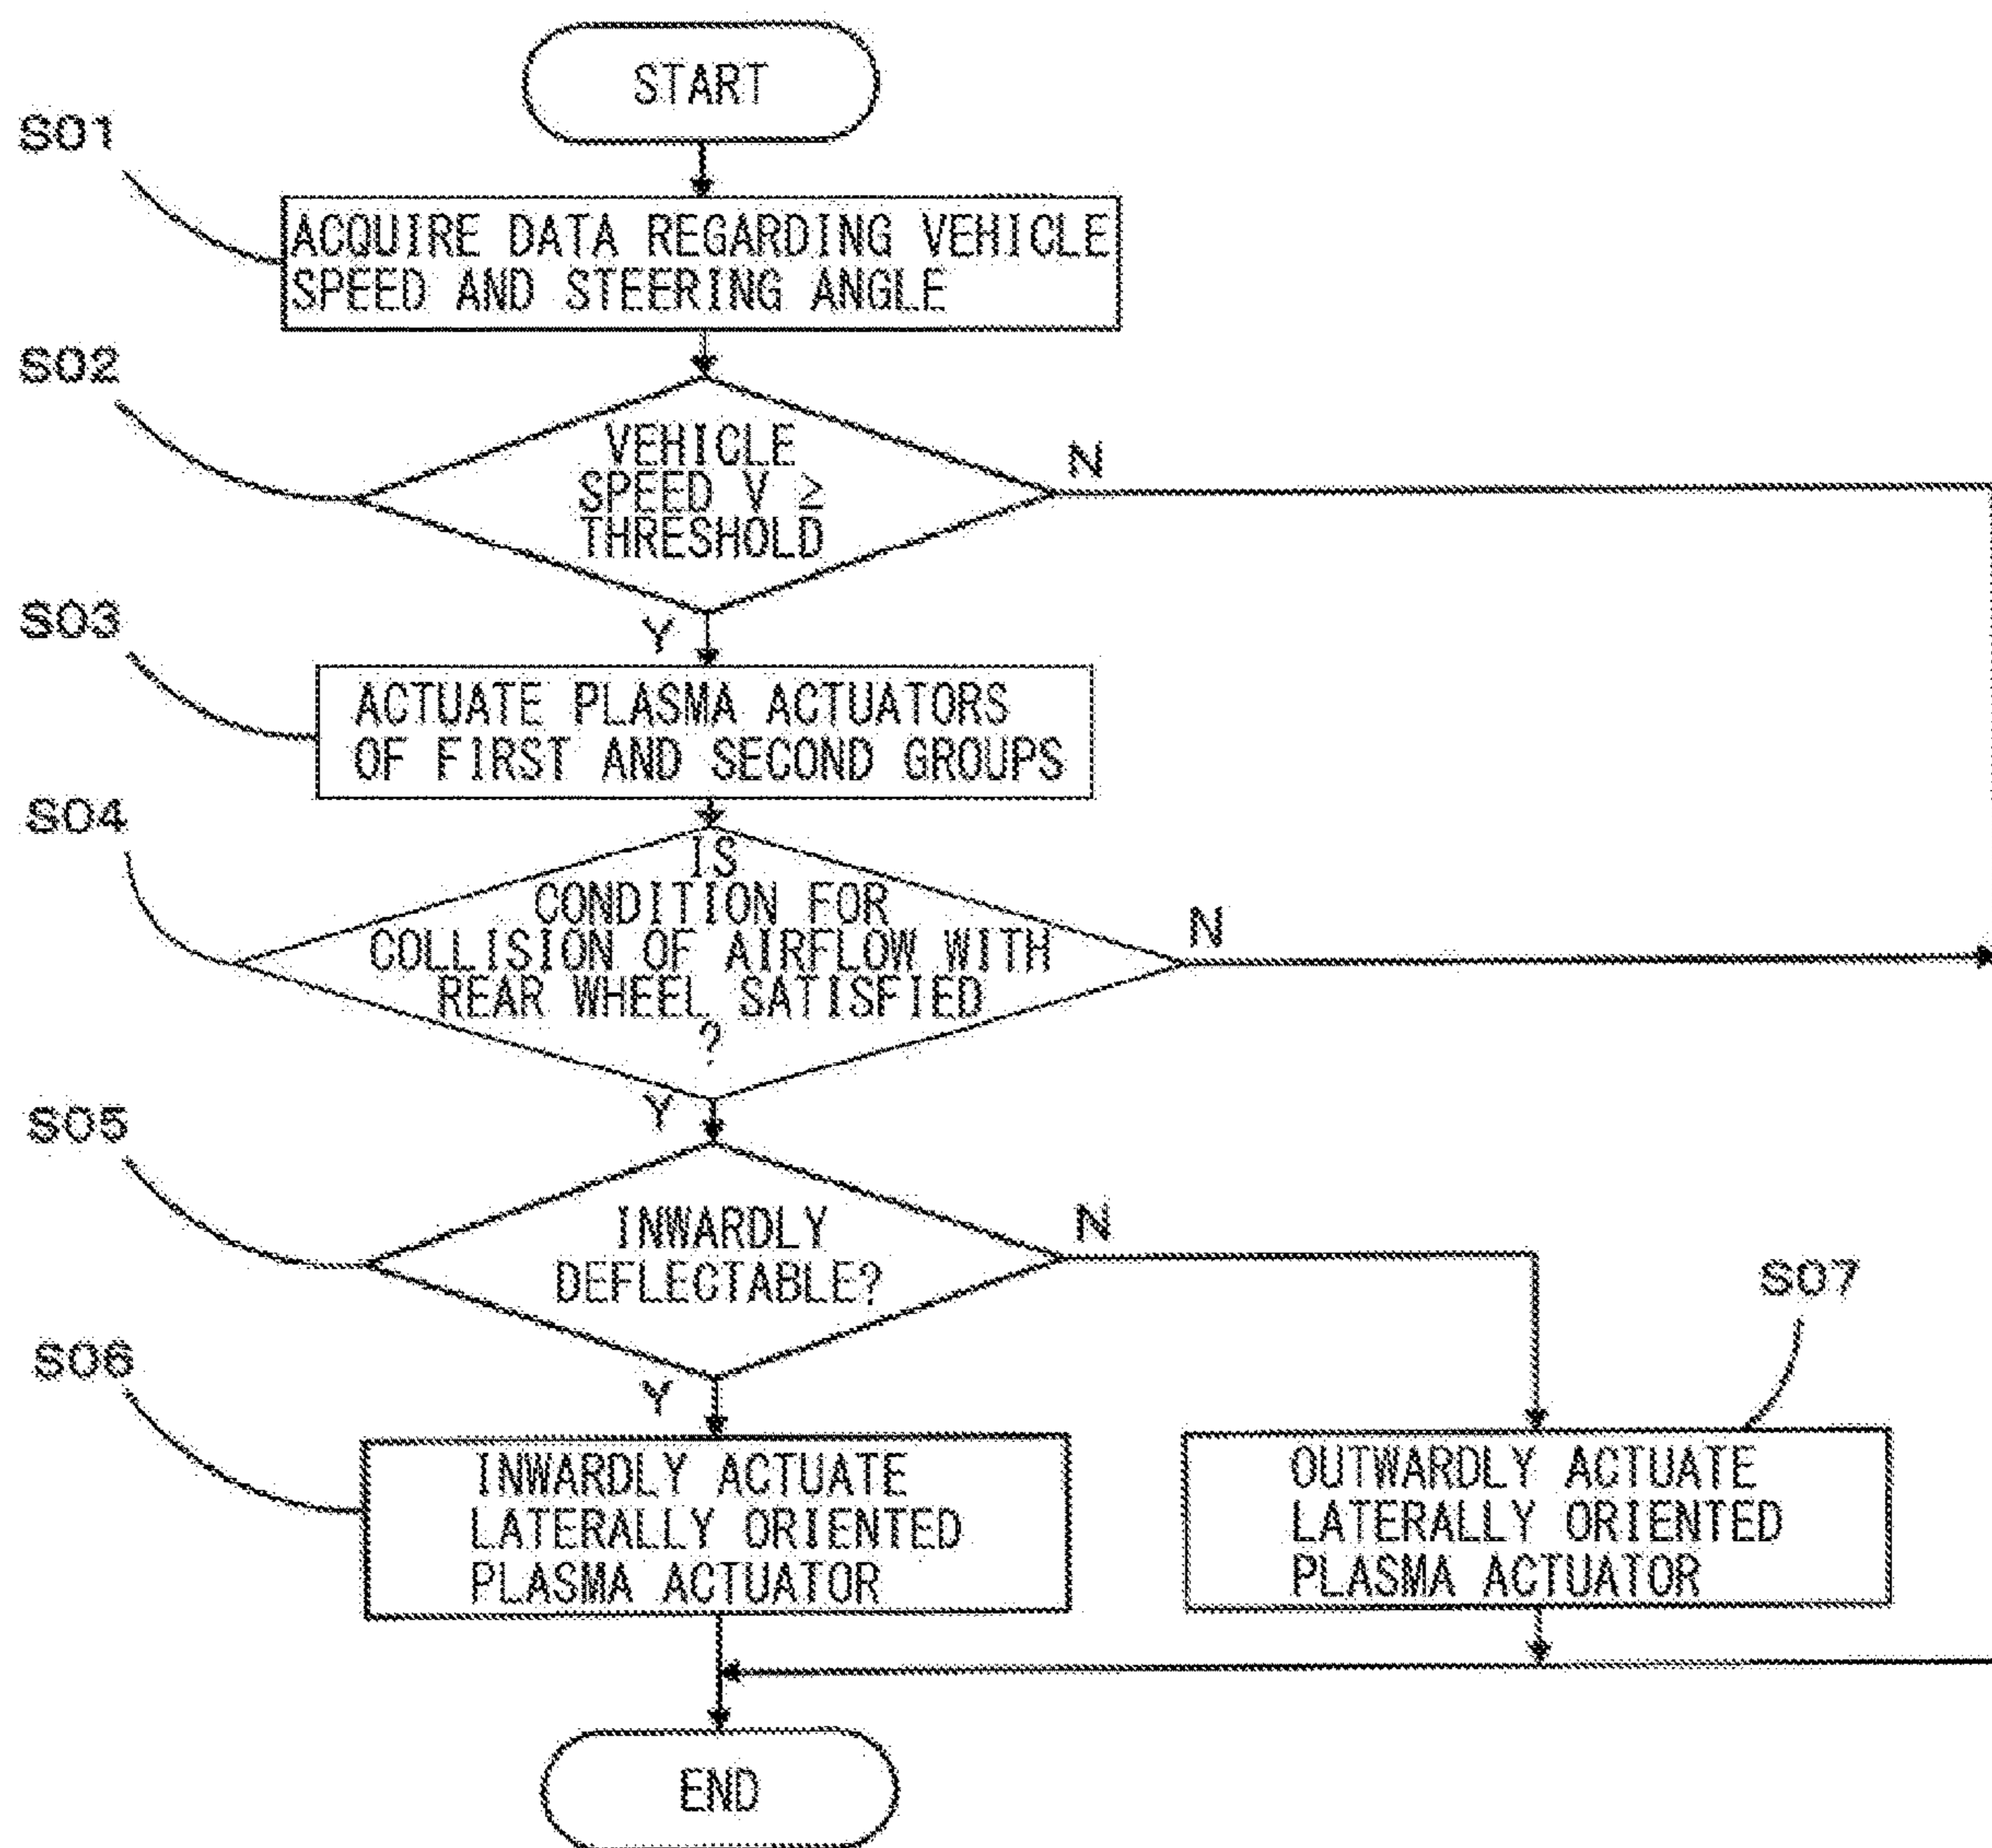 START
S01
ACQUIRE DATA REGARDING VEHICLE
SPEED AND STEERING ANGLE
S02
VEHICLE
SPEED V ≥
THRESHOLD
N
Y
S03
ACTUATE PLASMA ACTUATORS
OF FIRST AND SECOND GROUPS
S04
IS
CONDITION FOR
COLLISION OF AIRFLOW WITH
REAR WHEEL SATISFIED
?
N
Y
S05
INWARDLY
DEFLECTABLE?
N
Y
S06
INWARDLY ACTUATE
LATERALLY ORIENTED
PLASMA ACTUATOR
S07
OUTWARDLY ACTUATE
LATERALLY ORIENTED
PLASMA ACTUATOR
END